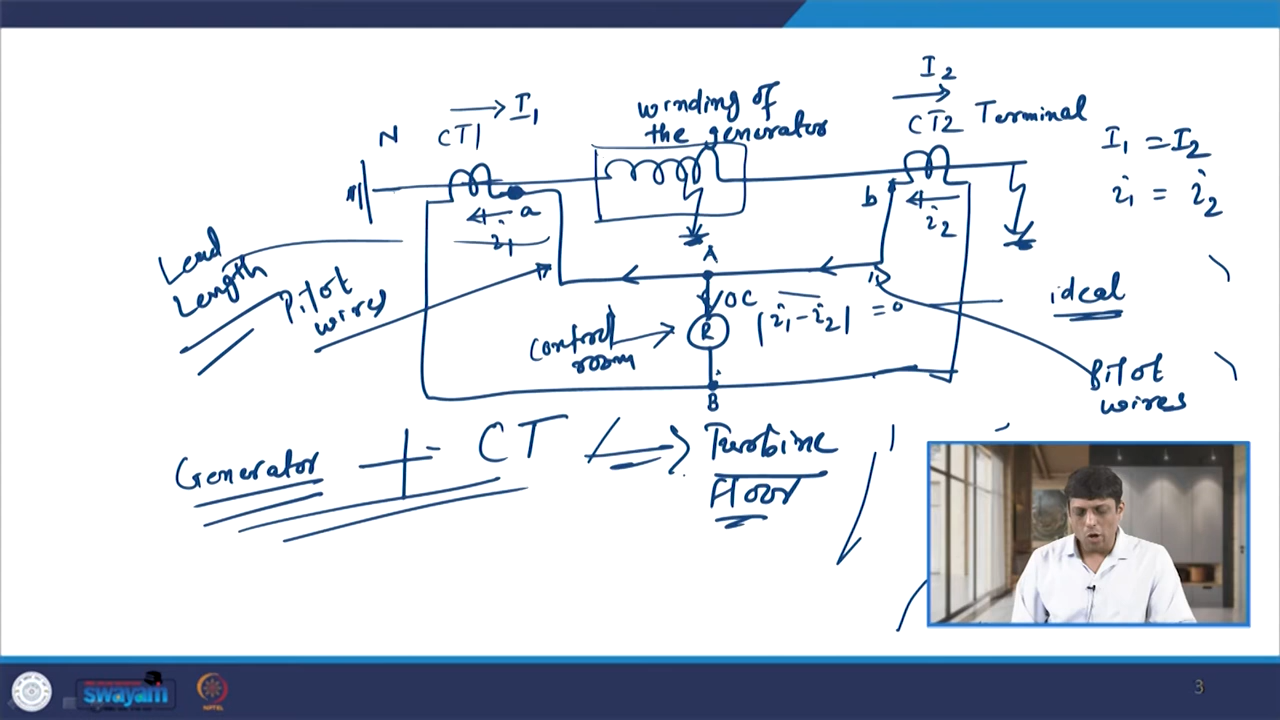 I2
I1
N
CT1
winding of
the generator
CT2
Terminal
I1 = I2
i1 = i2
a
b
i1
i2
Lead
Length
Pilot
wires
A
OC
R
|i1 - i2| = 0
ideal
control
room
B
Pilot
wires
Generator + CT
Turbine
Floor
swayam
3